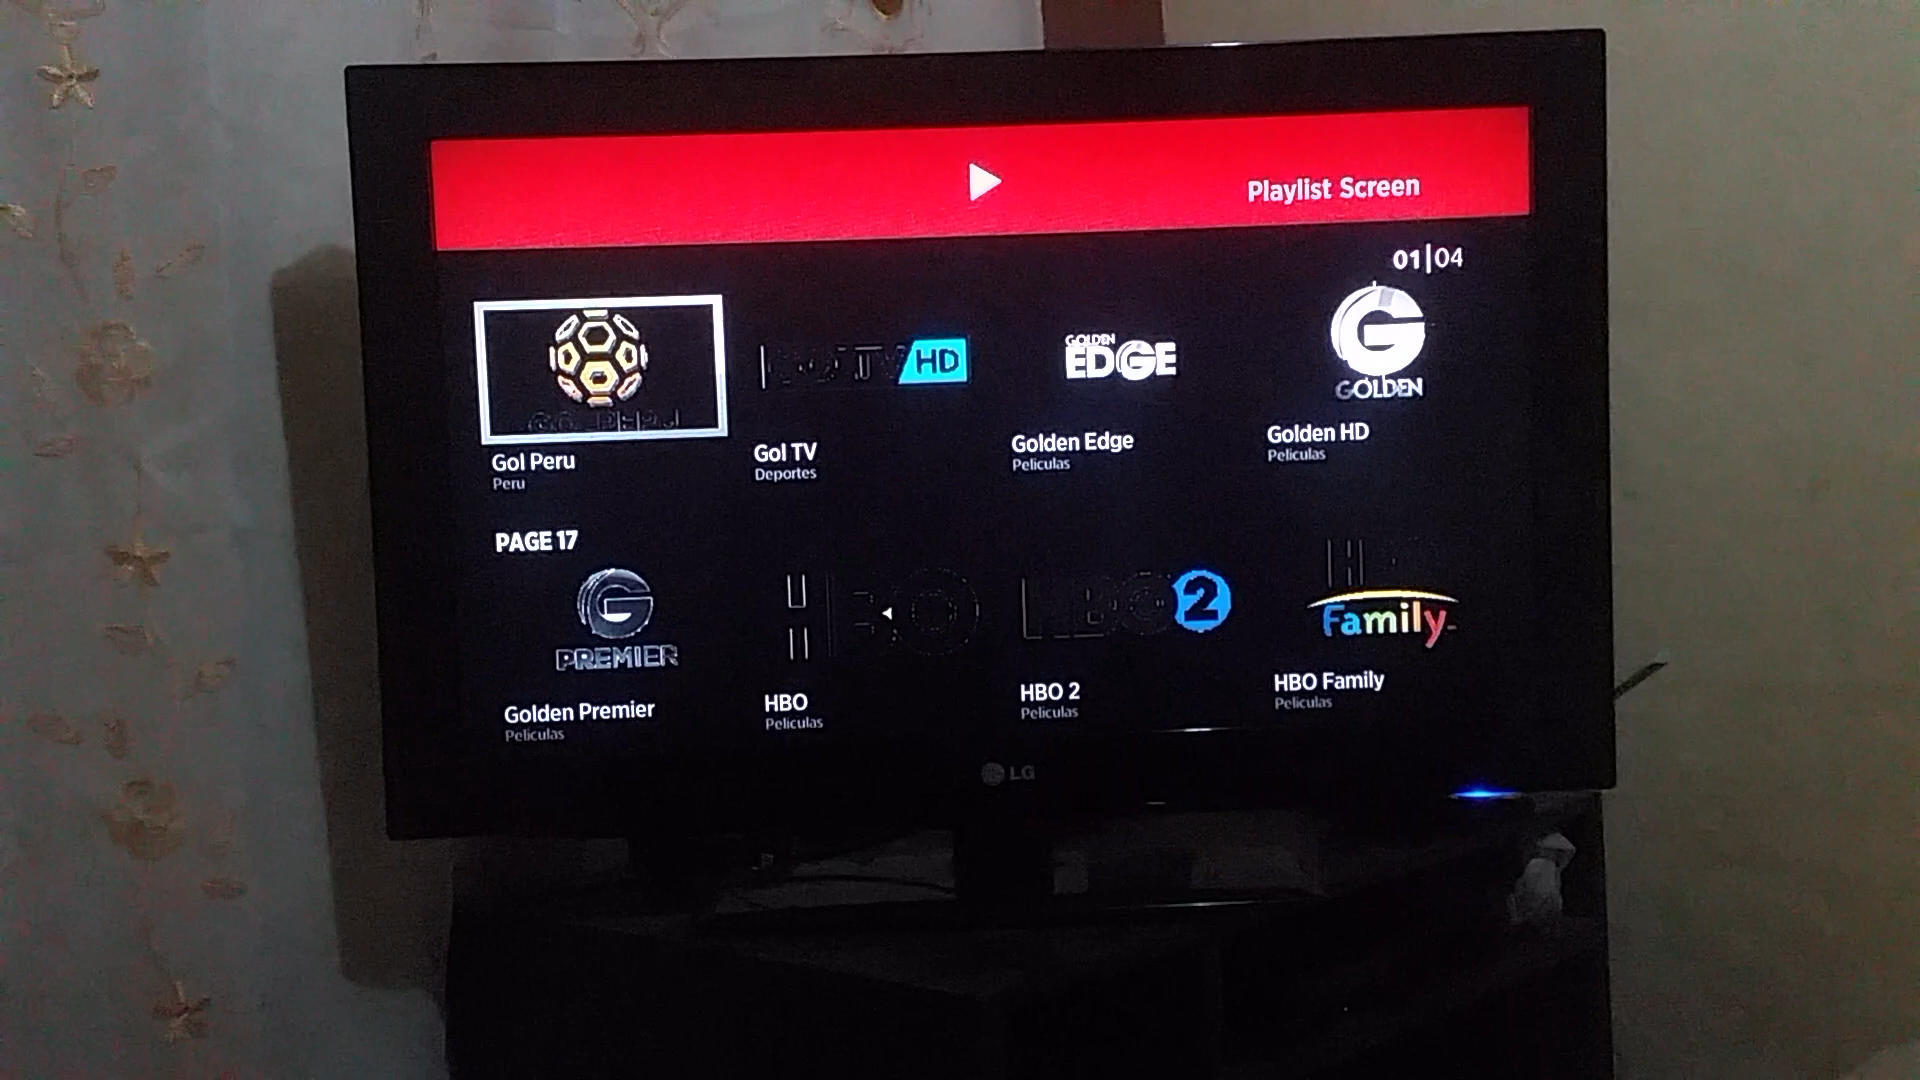 Playlist Screen
01|04
HD
GOLDEN
EDGE
GOLDEN
Gol Peru
Peru
Gol TV
Deportes
Golden Edge
Peliculas
Golden HD
Peliculas
PAGE 17
PREMIER
2
Family
Golden Premier
Peliculas
HBO
Peliculas
HBO 2
Peliculas
HBO Family
Peliculas
LG